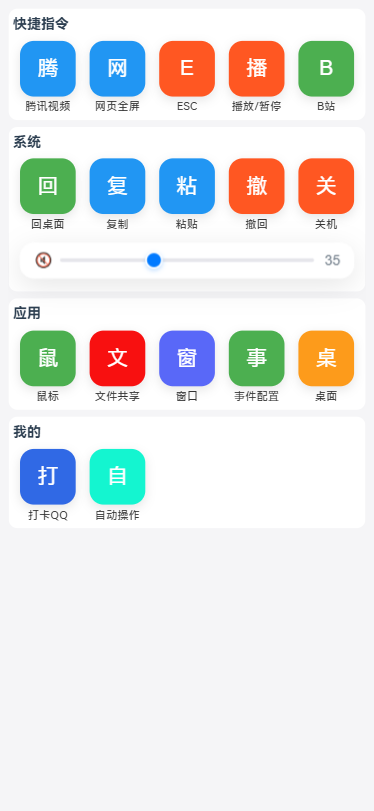 快捷指令
腾 网 E 播 B
腾讯视频 网页全屏 ESC 播放/暂停 B站
系统
回 复 粘 撤 关
回桌面 复制 粘贴 撤回 关机
35
应用
鼠 文 窗 事 桌
鼠标 文件共享 窗口 事件配置 桌面
我的
打 自
打卡QQ 自动操作